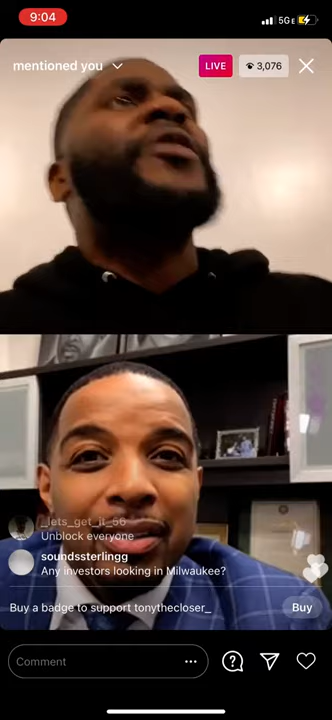 9:04
5GE
mentioned you
LIVE
3,076
_lets_get_it_56
Unblock everyone
soundssterlingg
Any investors looking in Milwaukee?
Buy a badge to support tonythecloser_
Buy
Comment